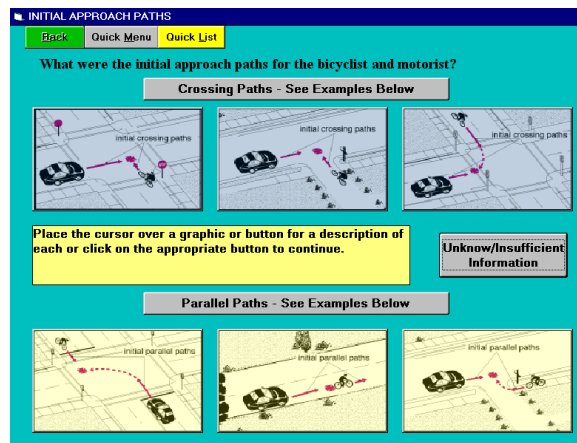 INITIAL APPROACH PATHS
Back Quick Menu Quick List
What were the initial approach paths for the bicyclist and motorist?
Crossing Paths - See Examples Below
initial crossing paths
initial crossing paths
initial crossing paths
Place the cursor over a graphic or button for a description of
each or click on the appropriate button to continue.
Unknow/Insufficient
Information
Parallel Paths - See Examples Below
initial parallel paths
initial parallel paths
initial parallel paths